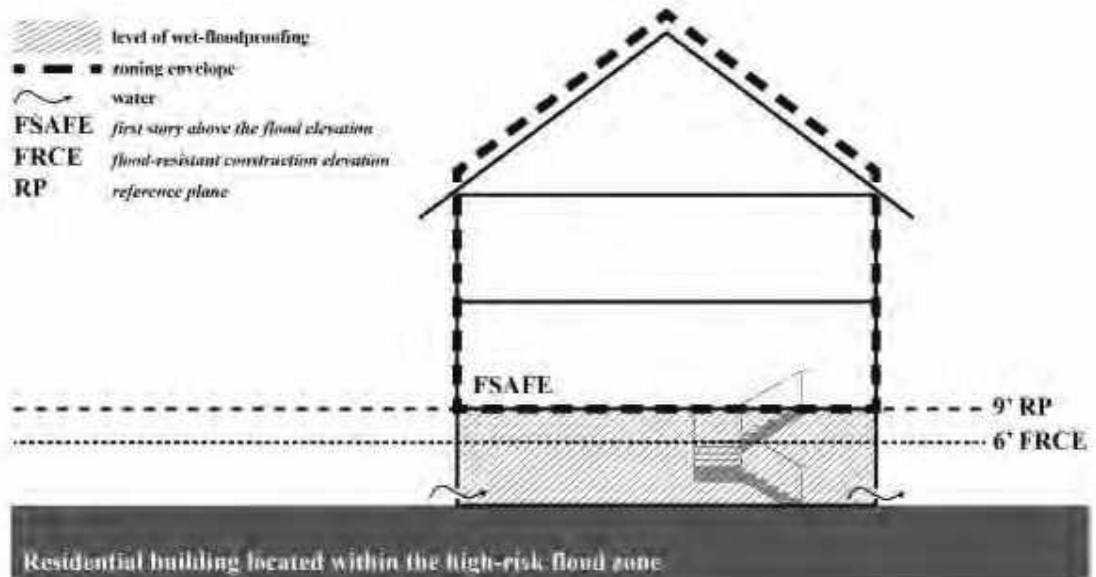 level of wet-floodproofing
zoning envelope
water
FSAFE first story above the flood elevation
FRCE flood-resistant construction elevation
RP reference plane
FSAFE
9' RP
6' FRCE
Residential building located within the high-risk flood zone